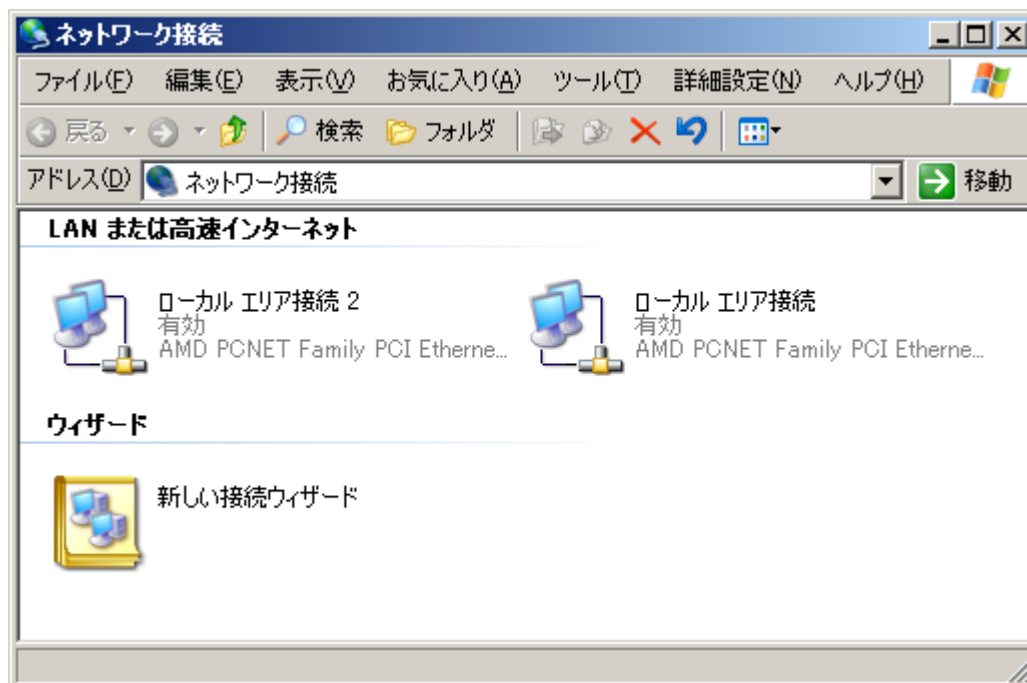 ネットワーク接続
ファイル(F) 編集(E) 表示(V) お気に入り(A) ツール(T) 詳細設定(N) ヘルプ(H)
戻る 検索 フォルダ
アドレス(D) ネットワーク接続 移動
LAN または高速インターネット
ローカル エリア接続 2
有効
AMD PCNET Family PCI Etherne...
ローカル エリア接続
有効
AMD PCNET Family PCI Etherne...
ウィザード
新しい接続ウィザード